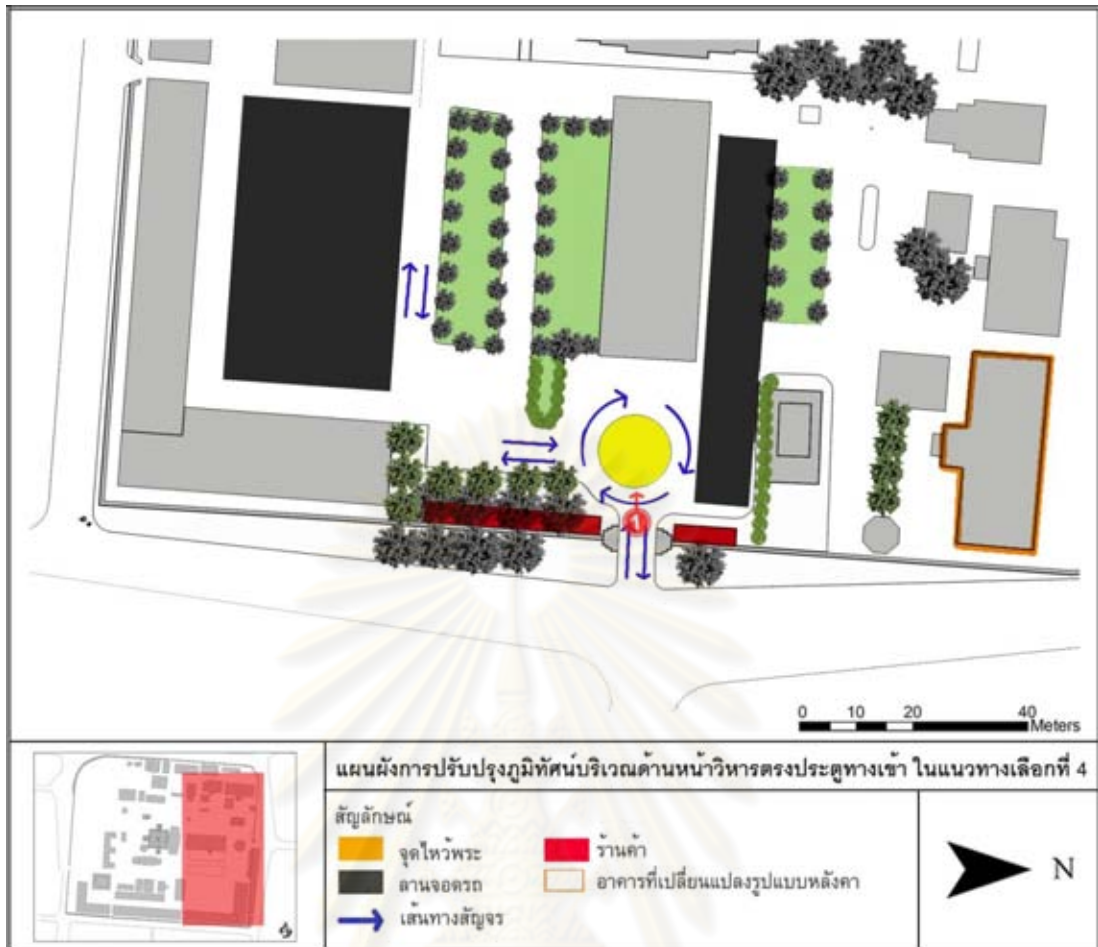 1
0 10 20 40
Meters
แผนผังการปรับปรุงภูมิทัศน์บริเวณด้านหน้าวิหารตรงประตูทางเข้า ในแนวทางเลือกที่ 4
สัญลักษณ์
จุดไหว้พระ
ร้านค้า
ลานจอดรถ
อาคารที่เปลี่ยนแปลงรูปแบบหลังคา
เส้นทางสัญจร
N